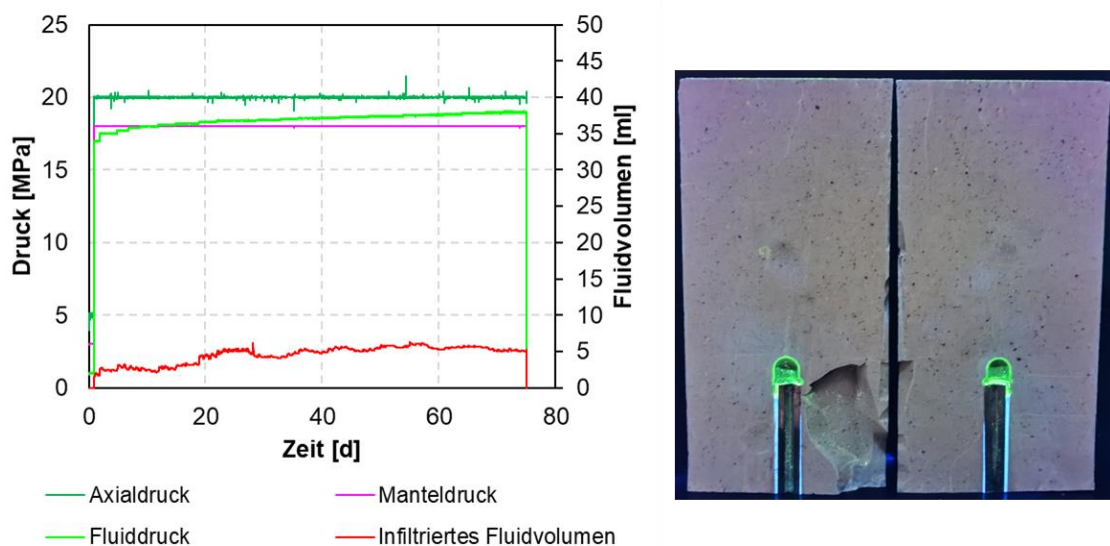 25
20
15
10
5
0
Druck [MPa]
50
45
40
35
30
25
20
15
10
5
0
Fluidvolumen [ml]
0 20 40 60 80
Zeit [d]
Axialdruck Manteldruck
Fluiddruck Infiltriertes Fluidvolumen